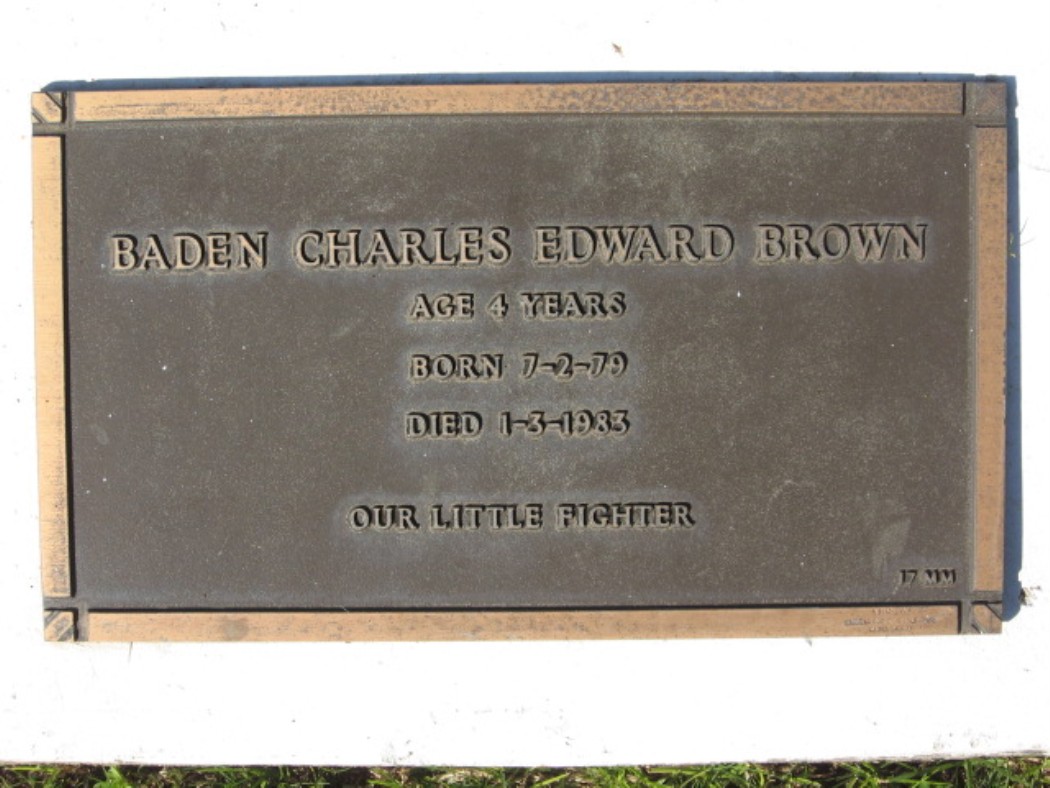 BADEN CHARLES EDWARD BROWN
AGE 4 YEARS
BORN 7-2-79
DIED 1-3-1983
OUR LITTLE FIGHTER
17 MM